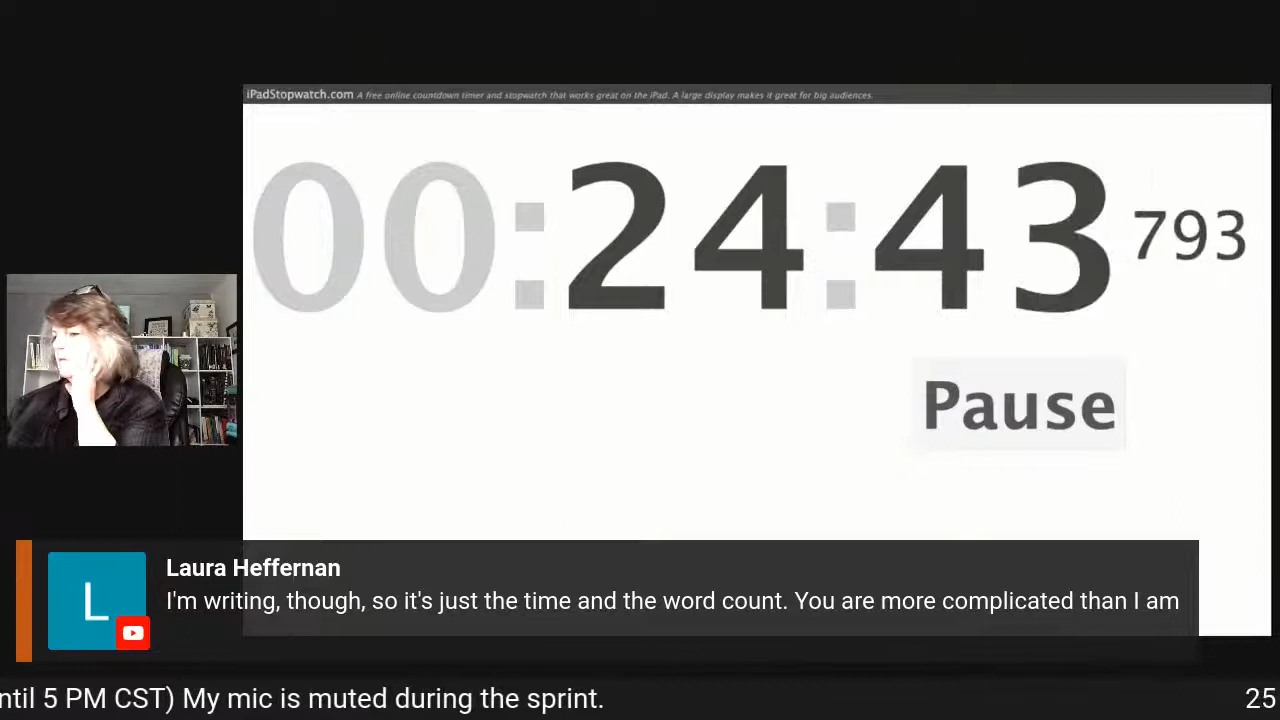 iPadStopwatch.com A free online countdown timer and stopwatch that works great on the iPad. A large display makes it great for big audiences.
00:24:43 793
Pause
Laura Heffernan
L
I'm writing, though, so it's just the time and the word count. You are more complicated than I am
ntil 5 PM CST) My mic is muted during the sprint. 25